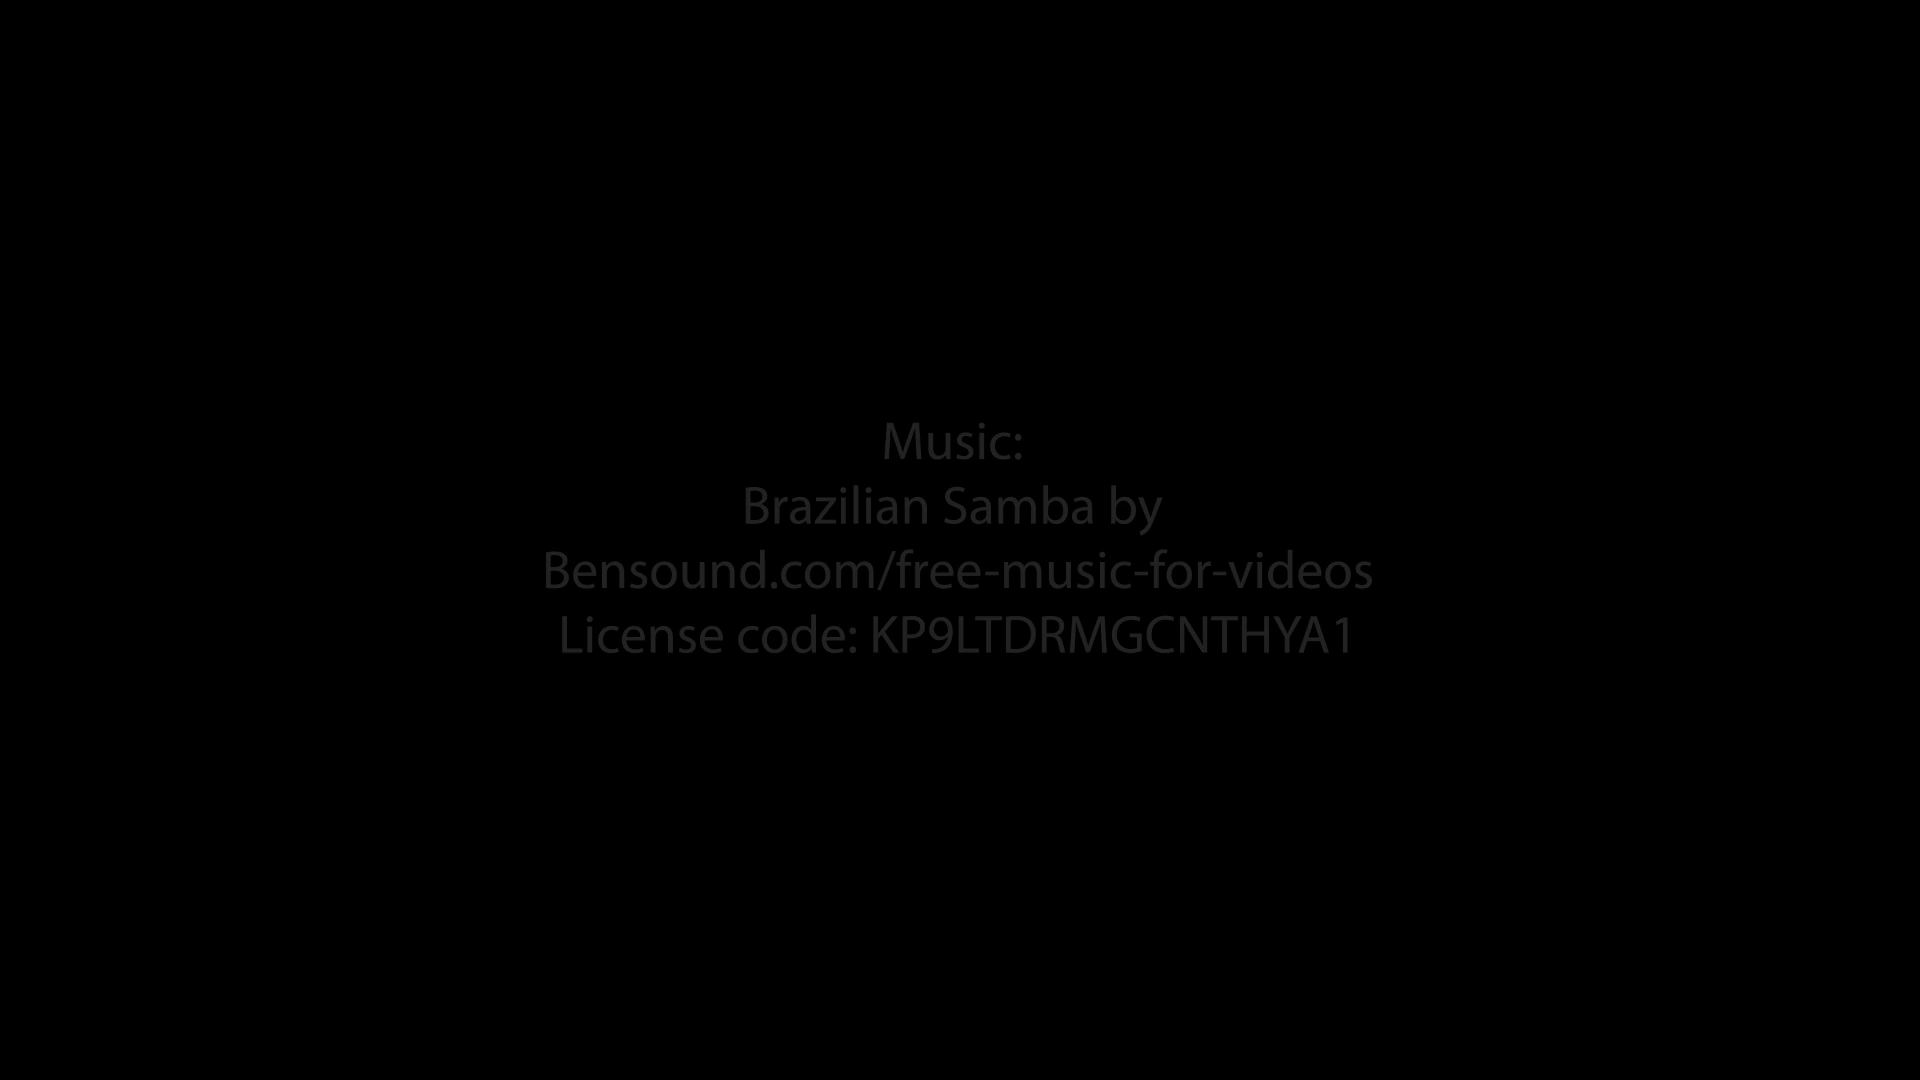 Music:
Brazilian Samba by
Bensound.com/free-music-for-videos
License code: KP9LTDRMGCNTHYA1